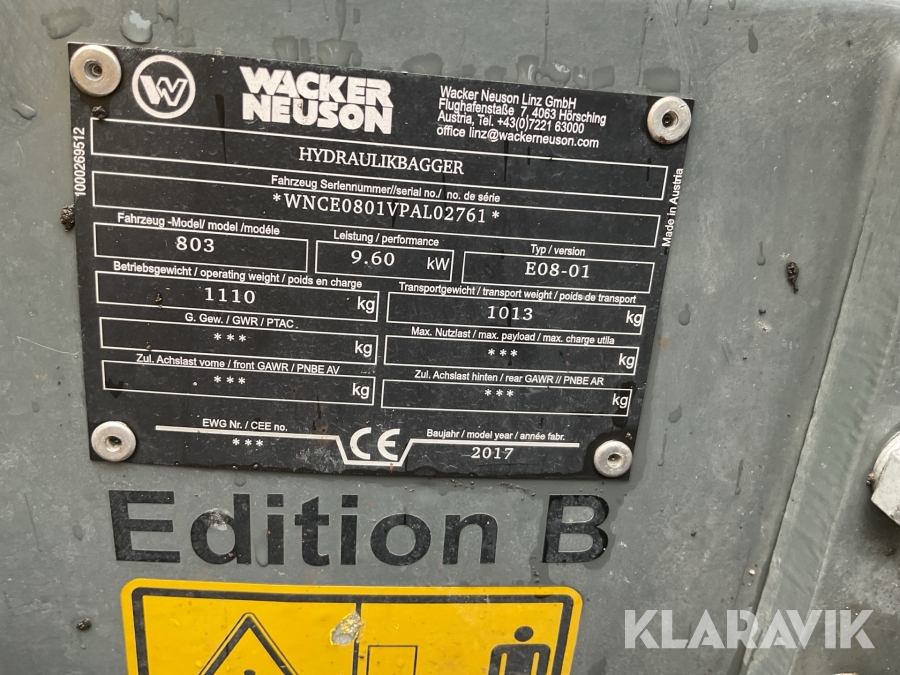 WACKER
NEUSON
Wacker Neuson Linz GmbH
Flughafenstaße 7, 4063 Hörsching
Austria, Tel. +43(0)7221 63000
office linz@wackerneuson.com
1000269512
HYDRAULIKBAGGER
Fahrzeug Seriennummer//serial no./ no. de série
*WNCE0801VPAL02761*
Made in Austria
Fahrzeug -Model/ model /modéle
803
Leistung / performance
9.60 kW
Typ / version
E08-01
Betriebsgewicht / operating weight / poids en charge
1110 kg
Transportgewicht / transport weight / poids de transport
1013 kg
G. Gew. / GWR / PTAC
*** kg
Max. Nutzlast / max. payload / max. charge utila
*** kg
Zul. Achslast vorne / front GAWR / PNBE AV
*** kg
Zul. Achslast hinten / rear GAWR // PNBE AR
*** kg
EWG Nr. / CEE no.
***
CE
Baujahr / model year / année fabr.
2017
Edition B
KLARAVIK